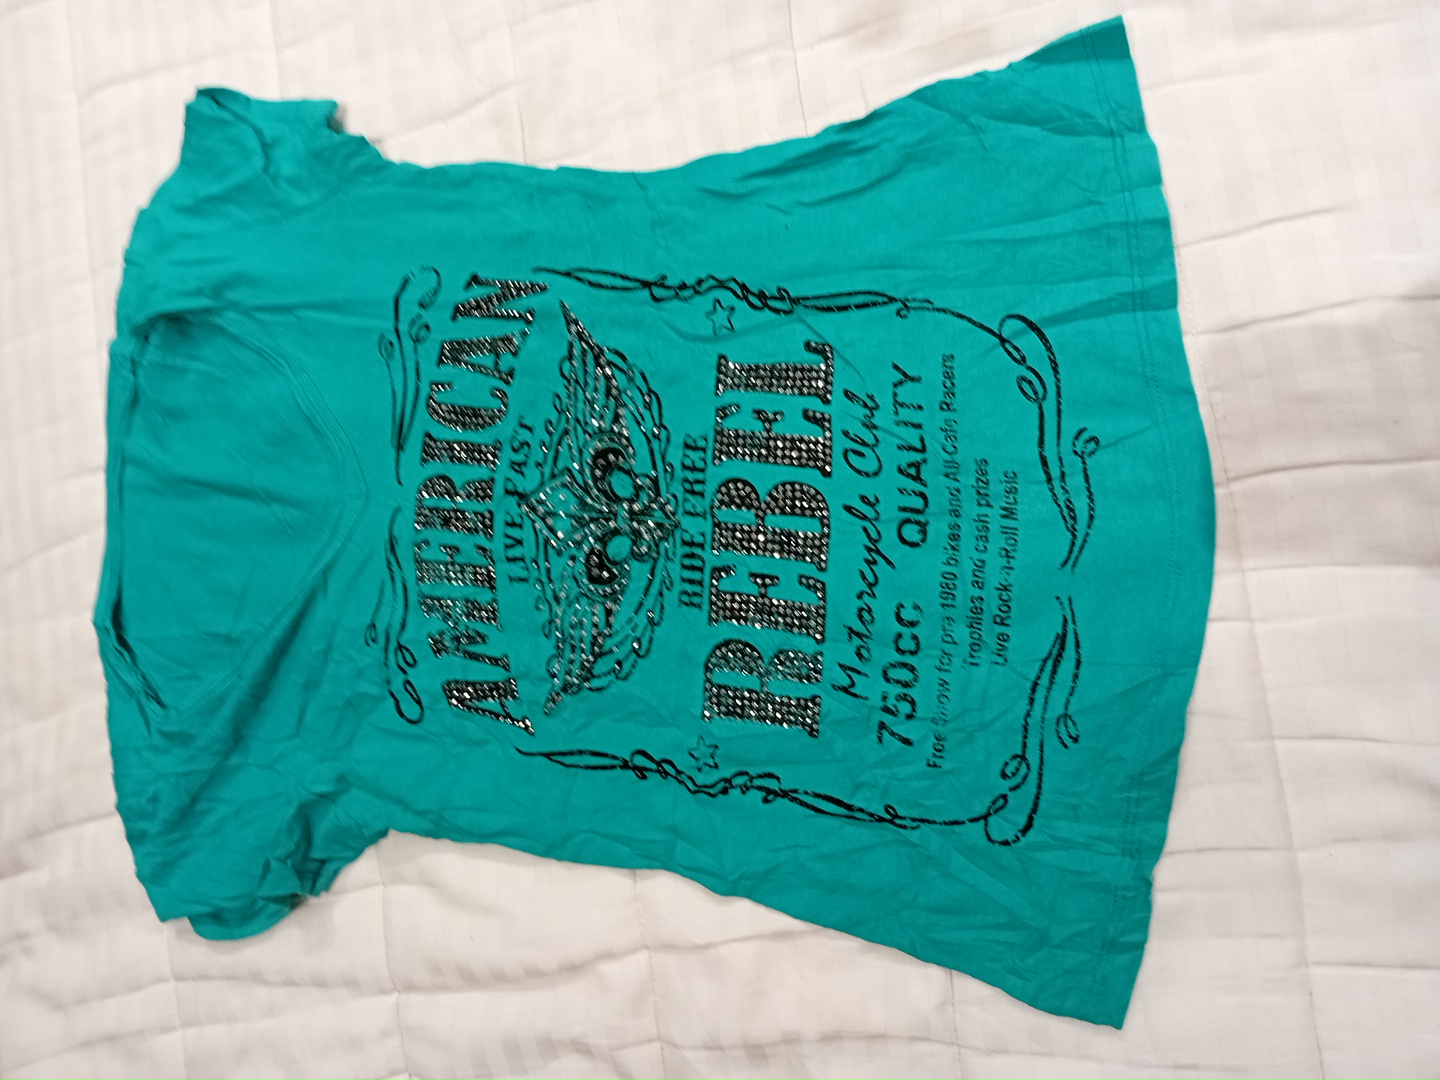 AMERICAN
LIVE FAST
RIDE FREE
REBEL
Motorcycle Club
750cc QUALITY
Free Show for pre 1980 bikes and All Cafe Racers
Trophies and cash prizes
Live Rock-n-Roll Music